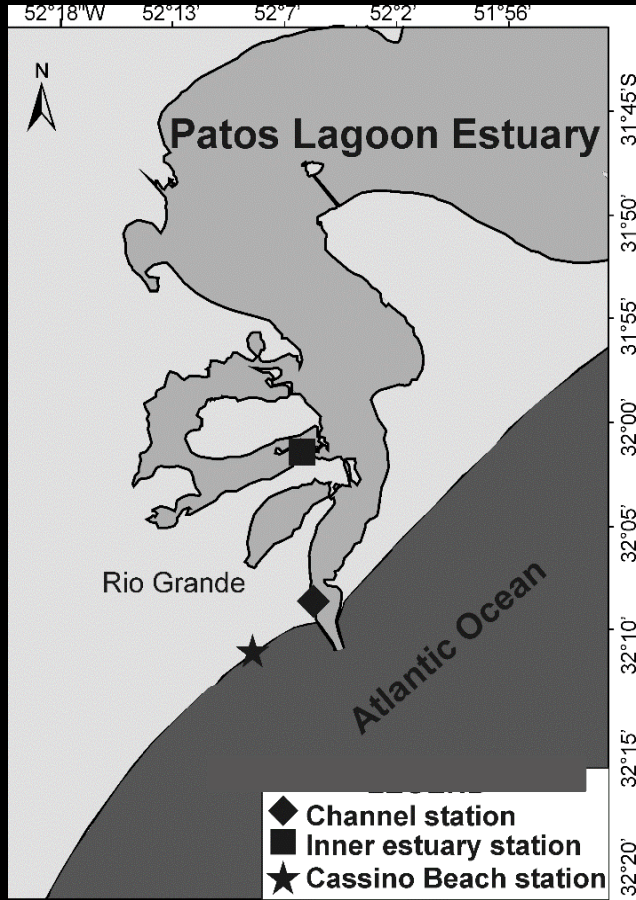 52°18'W 52°13' 52°7' 52°2' 51°56'
N
31°45'S
Patos Lagoon Estuary
31°50'
31°55'
32°00'
32°05'
Rio Grande
32°10'
Atlantic Ocean
32°15'
Channel station
Inner estuary station
Cassino Beach station
32°20'